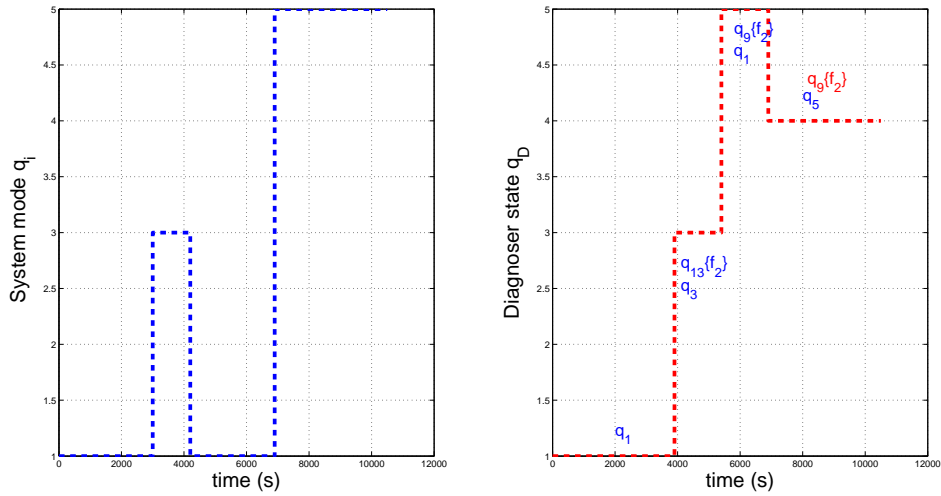 5
4.5
4
3.5
3
2.5
2
1.5
1
0 2000 4000 6000 8000 10000 12000
time (s)
System mode q_i
5
4.5
4
3.5
3
2.5
2
1.5
1
0 2000 4000 6000 8000 10000 12000
time (s)
Diagnoser state q_D
q_9{f_2}
q_1
q_9{f_2}
q_5
q_13{f_2}
q_3
q_1